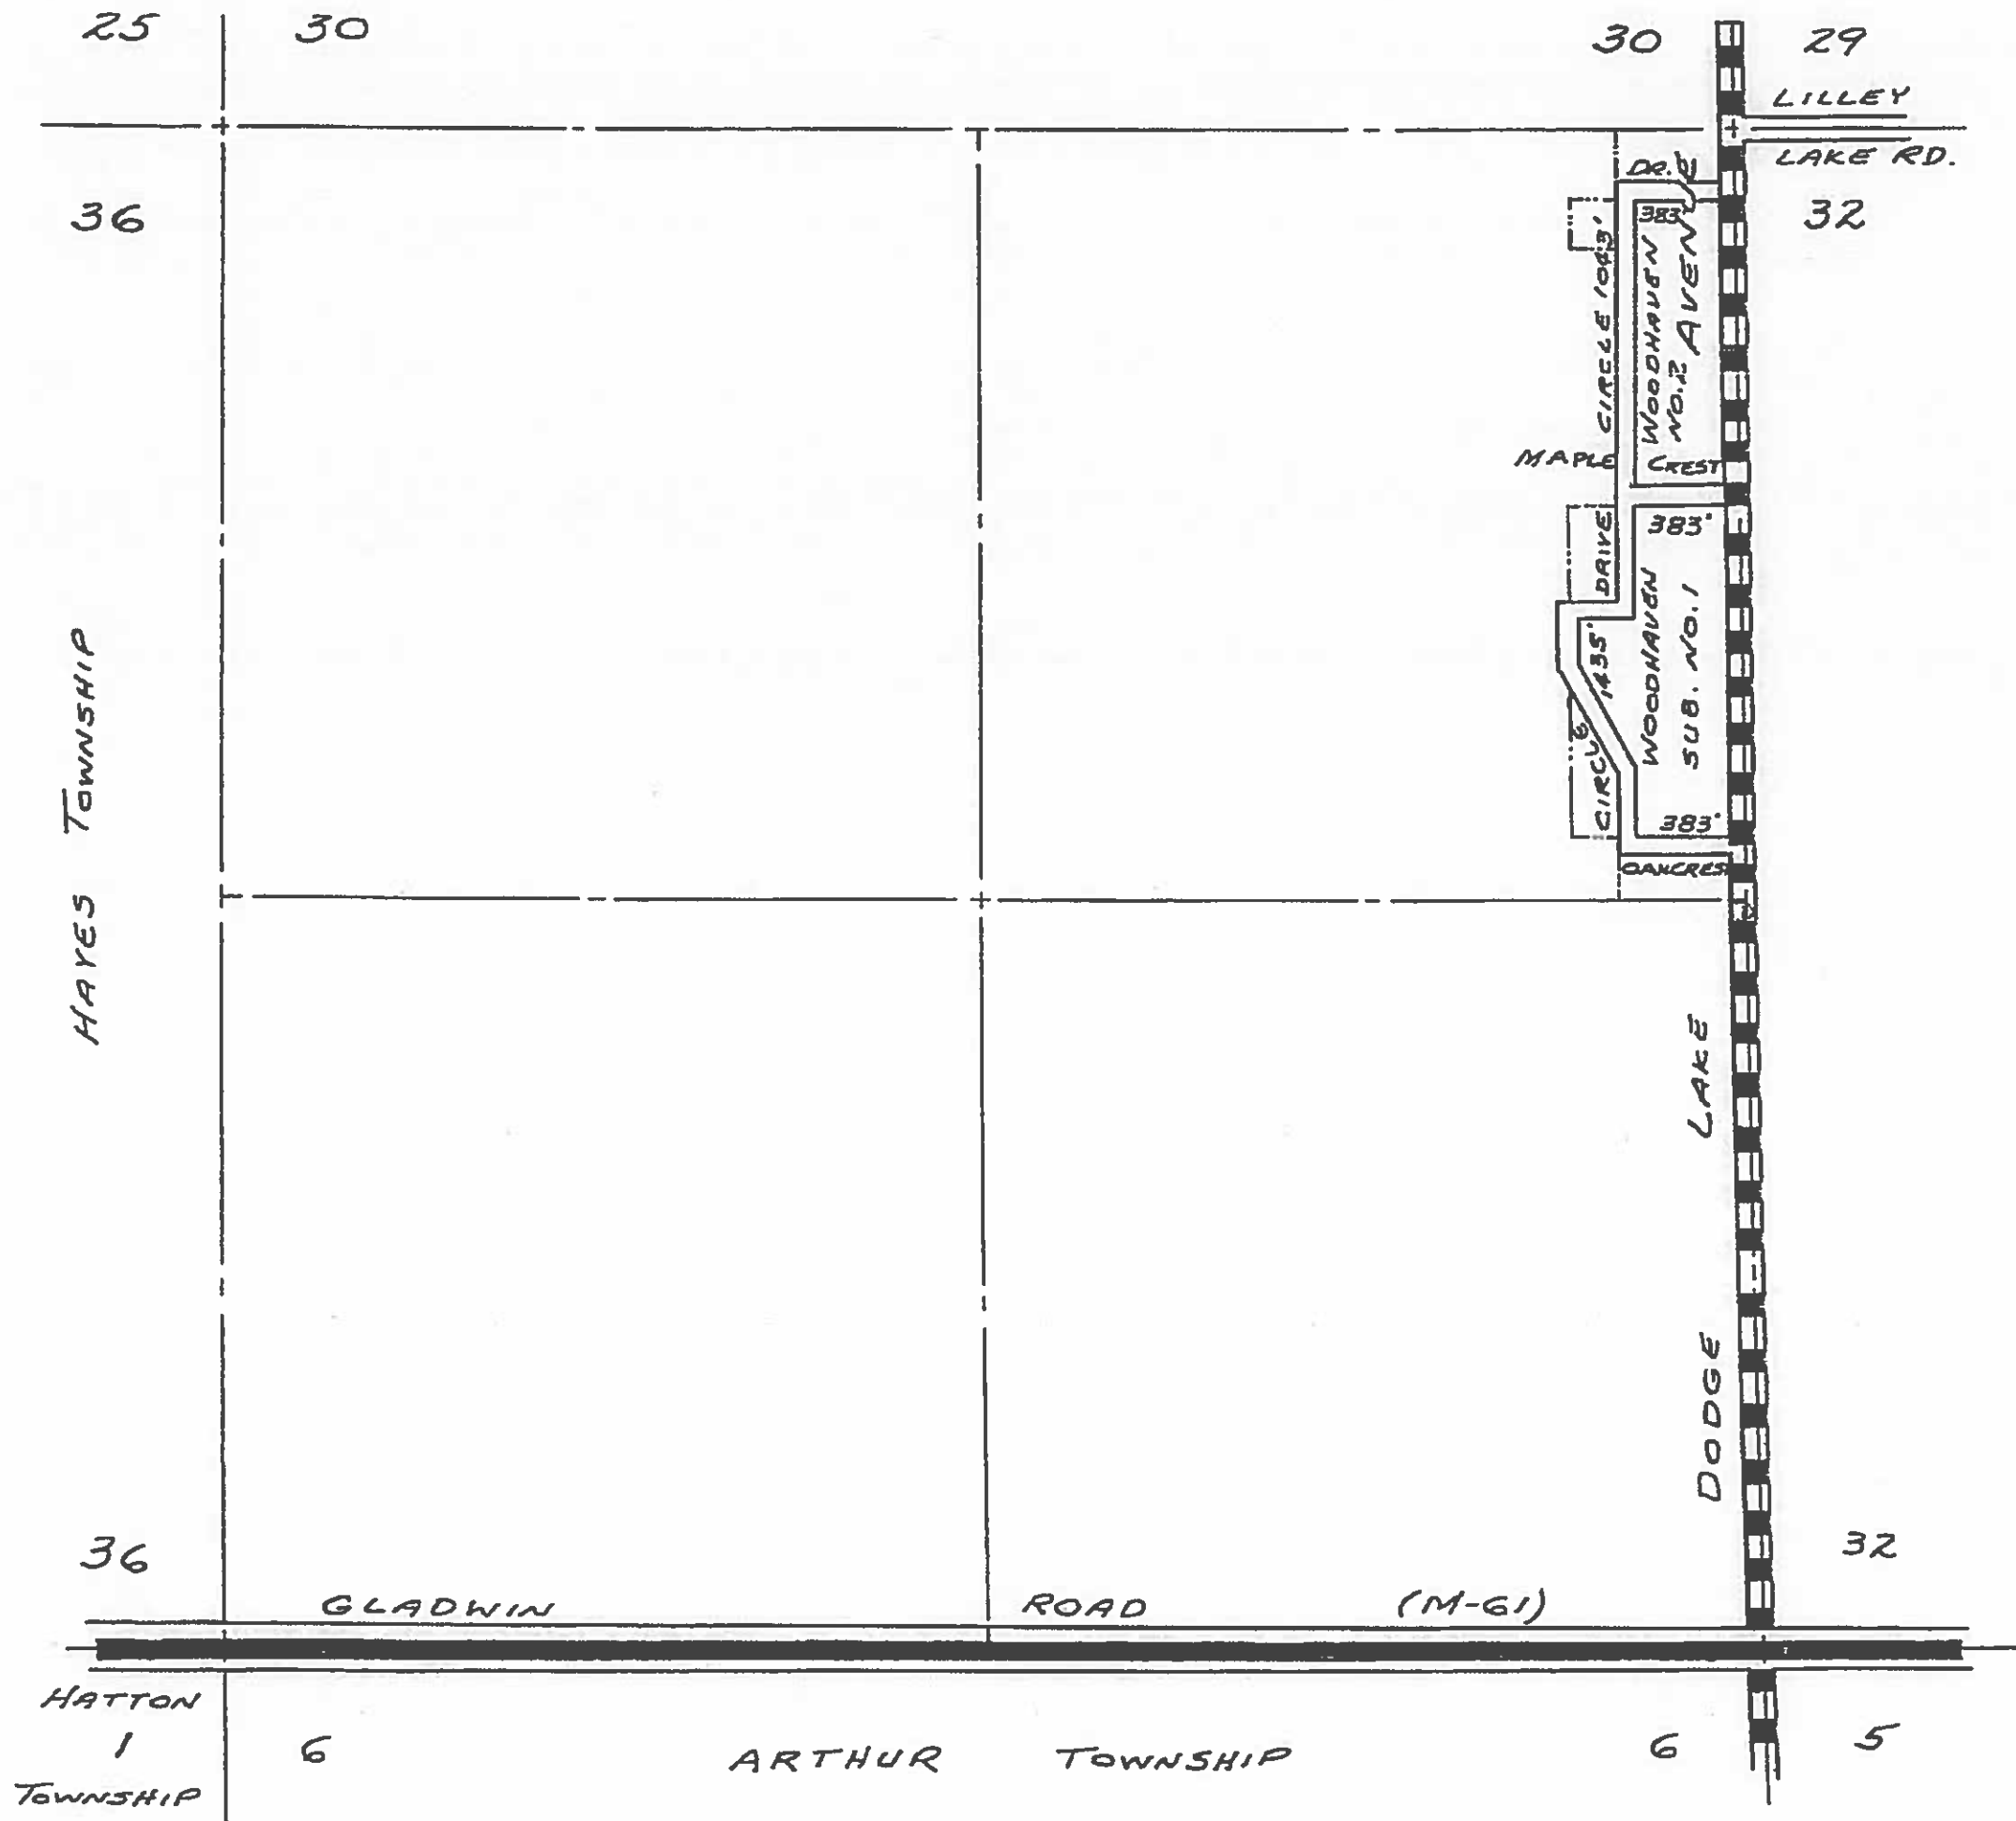 25 30 30 29
LILLEY
LAKE RD.
36 32
DR.
383'
CIRCLE 1043'
WOODHAVEN
NO. 2
AVEN
MAPLE CREST
383'
DRIVE
1435'
WOODHAVEN
SUB. NO. 1
CIRCLE
383'
OAKCREST
HAYES TOWNSHIP
DODGE LAKE
36 32
GLADWIN ROAD (M-61)
HATTON
1 6 6 5
ARTHUR TOWNSHIP
TOWNSHIP